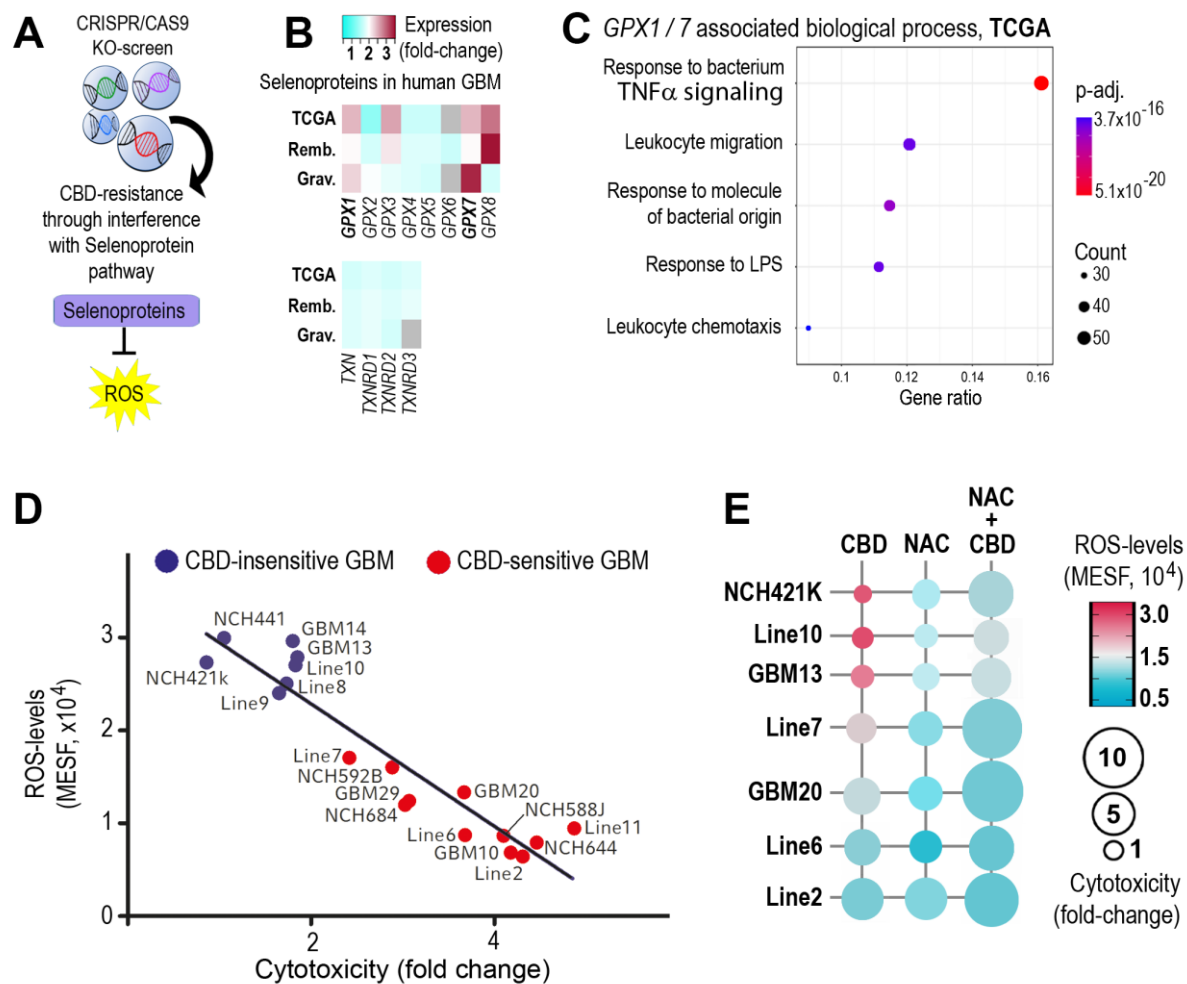 A
CRISPR/CAS9
KO-screen
CBD-resistance
through interference
with Selenoprotein
pathway
Selenoproteins
ROS
B
Expression
(fold-change)
1 2 3
Selenoproteins in human GBM
TCGA
Remb.
Grav.
GPX1
GPX2
GPX3
GPX4
GPX5
GPX6
GPX7
GPX8
TCGA
Remb.
Grav.
TXN
TXNRD1
TXNRD2
TXNRD3
C
GPX1 / 7 associated biological process, TCGA
Response to bacterium
TNFα signaling
Leukocyte migration
Response to molecule
of bacterial origin
Response to LPS
Leukocyte chemotaxis
0.1 0.12 0.14 0.16
Gene ratio
p-adj.
3.7x10-16
5.1x10-20
Count
30
40
50
D
CBD-insensitive GBM
CBD-sensitive GBM
ROS-levels
(MESF, x10⁴)
3
2
1
0
NCH441
GBM14
GBM13
NCH421k
Line10
Line8
Line9
Line7
NCH592B
GBM29
NCH684
GBM20
NCH588J
Line6
Line11
GBM10
NCH644
Line2
2 4
Cytotoxicity (fold change)
E
CBD
NAC
NAC
+
CBD
NCH421K
Line10
GBM13
Line7
GBM20
Line6
Line2
ROS-levels
(MESF, 10⁴)
3.0
1.5
0.5
10
5
1
Cytotoxicity
(fold-change)